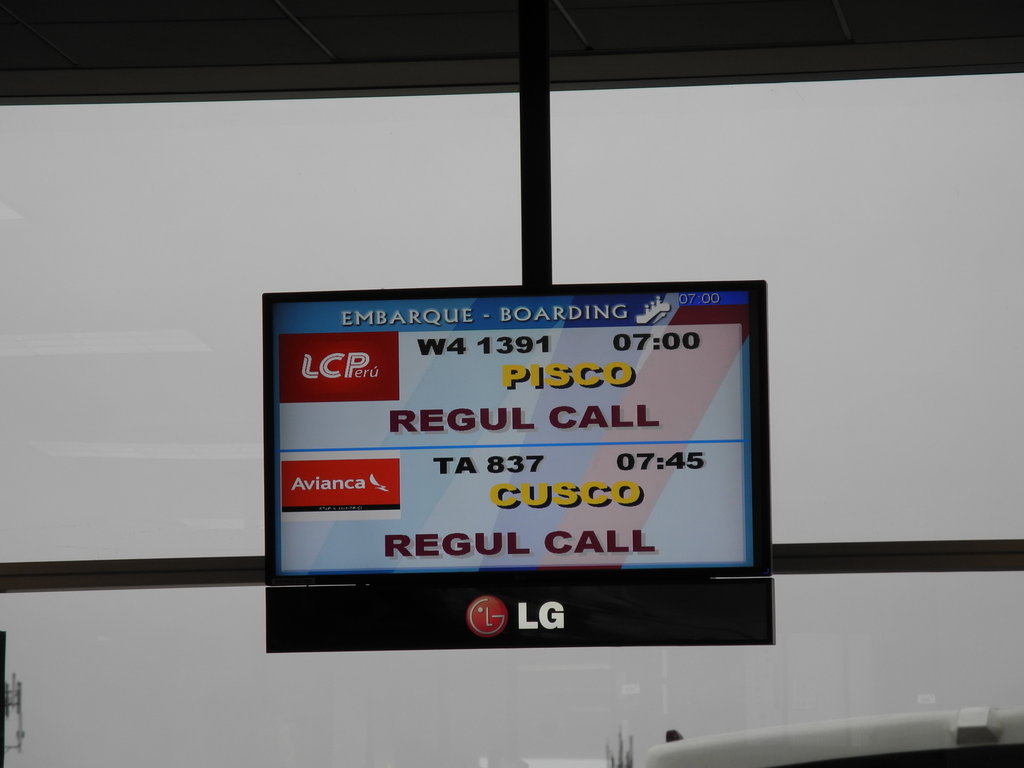 EMBARQUE - BOARDING 07:00
LCPerú W4 1391 07:00
PISCO
REGUL CALL
Avianca TA 837 07:45
CUSCO
REGUL CALL
LG LG